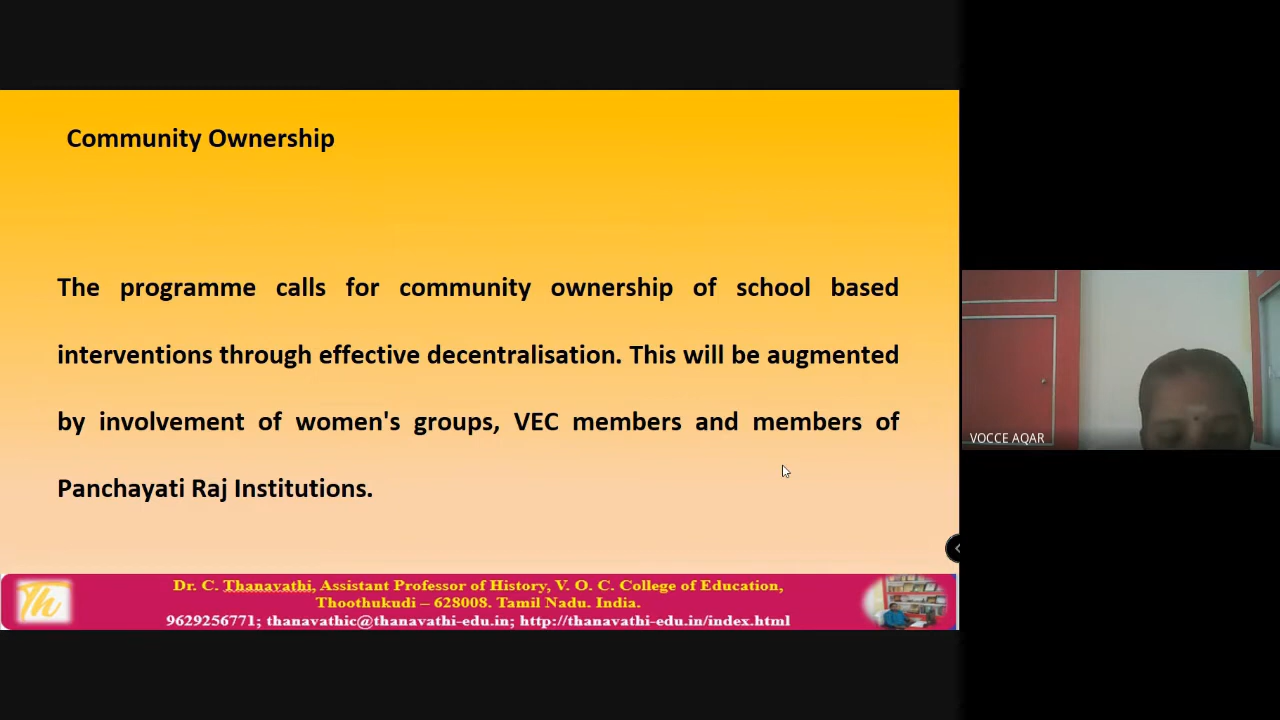 Community Ownership
The programme calls for community ownership of school based
interventions through effective decentralisation. This will be augmented
by involvement of women's groups, VEC members and members of
Panchayati Raj Institutions.
Th
Dr. C. Thanavathi, Assistant Professor of History, V. O. C. College of Education,
Thoothukudi – 628008. Tamil Nadu. India.
9629256771; thanavathic@thanavathi-edu.in; http://thanavathi-edu.in/index.html
VOCCE AQAR